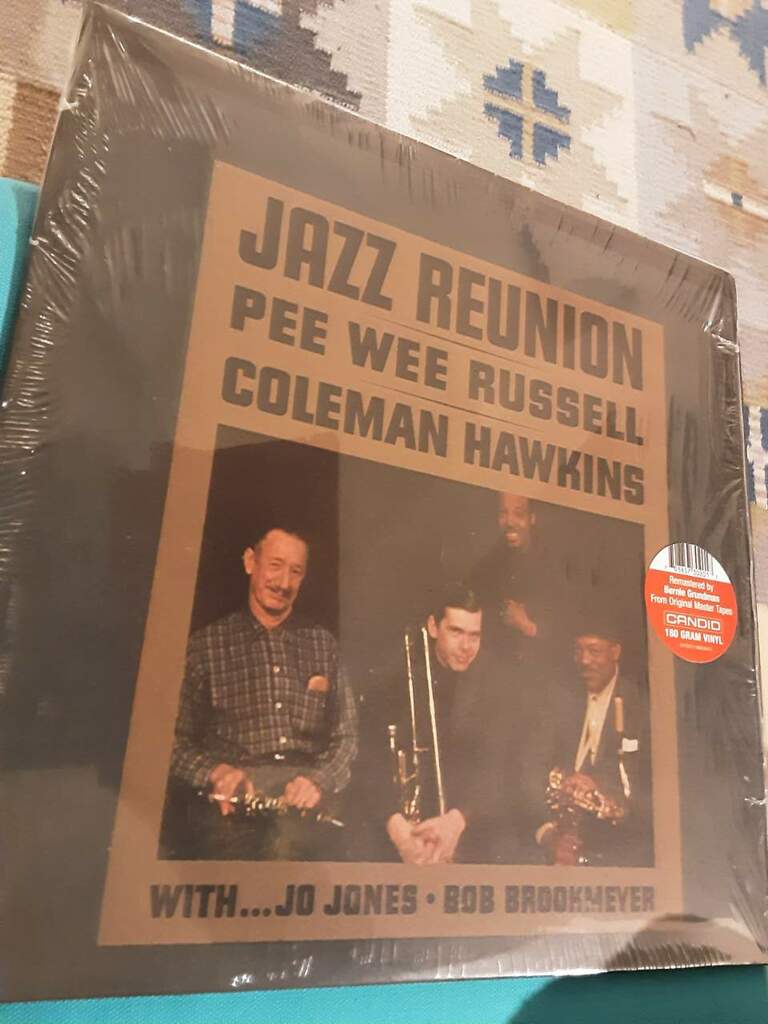 JAZZ REUNION
PEE WEE RUSSELL
COLEMAN HAWKINS
Remastered by
Bernie Grundman
From Original Master Tapes
CANDID
180 GRAM VINYL
WITH...JO JONES • BOB BROOKMEYER